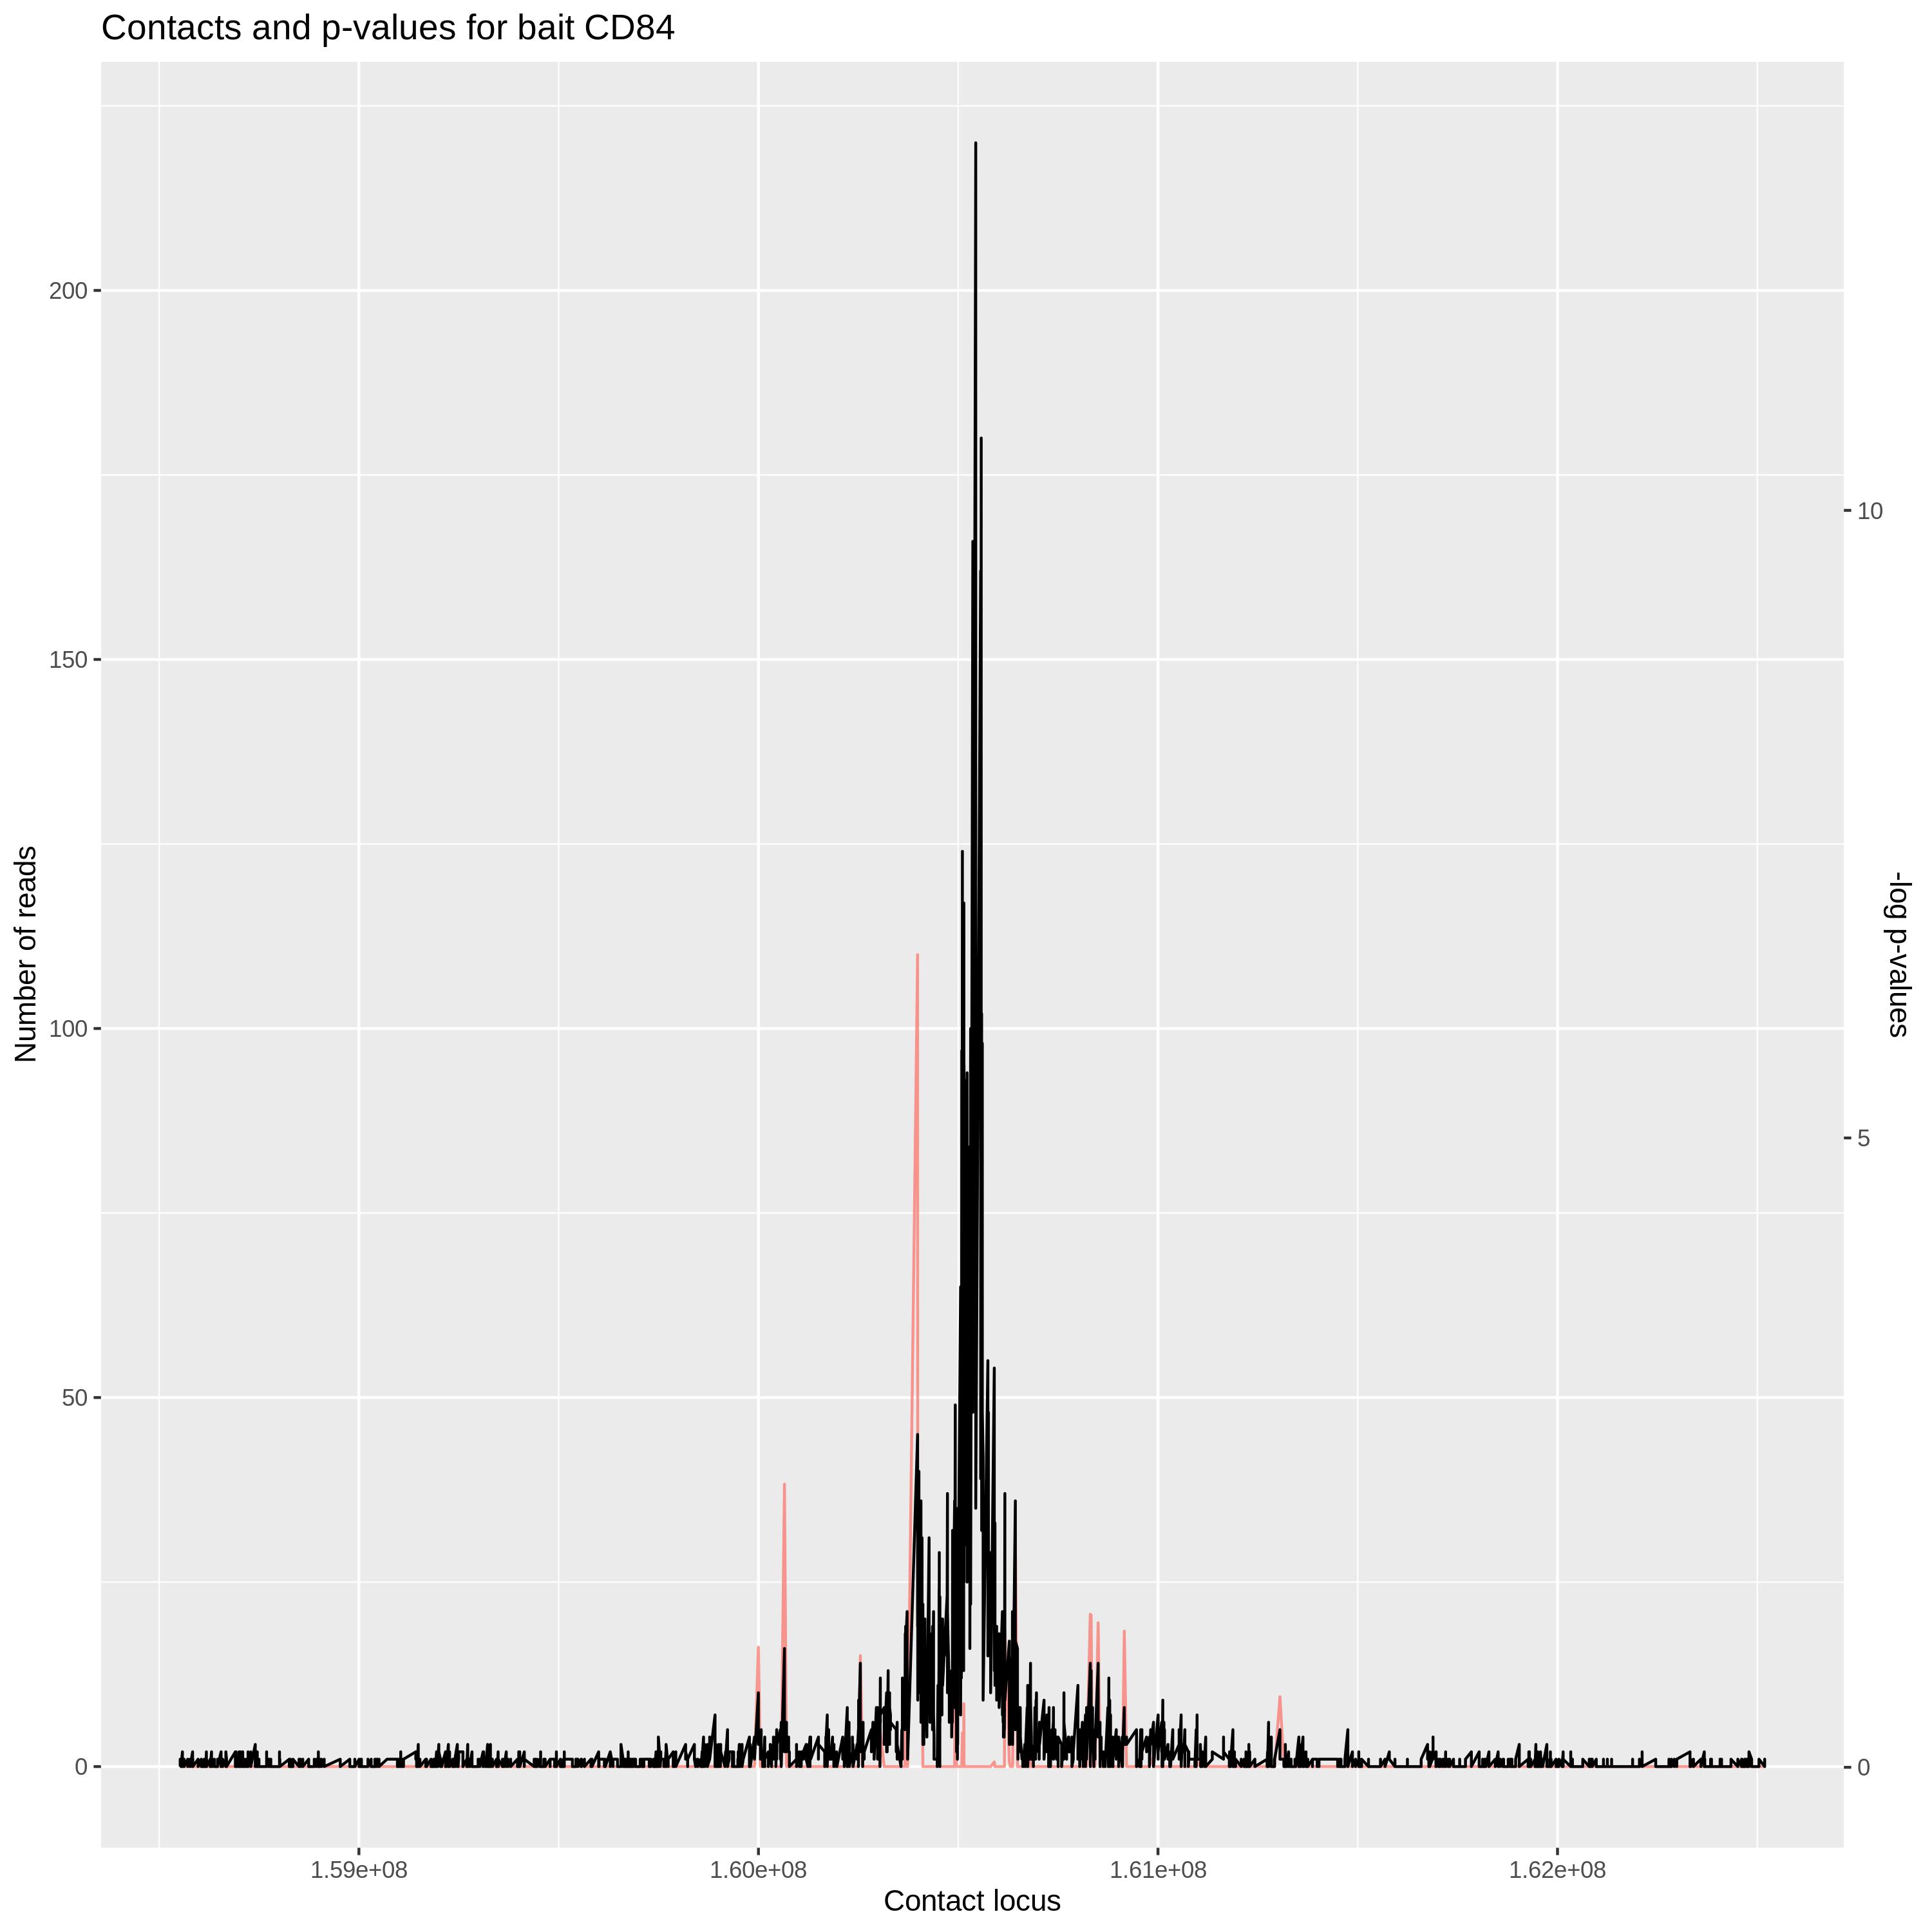 Contacts and p-values for bait CD84
Number of reads
200
150
100
50
0
10
5
0
-log p-values
1.59e+08
1.60e+08
1.61e+08
1.62e+08
Contact locus